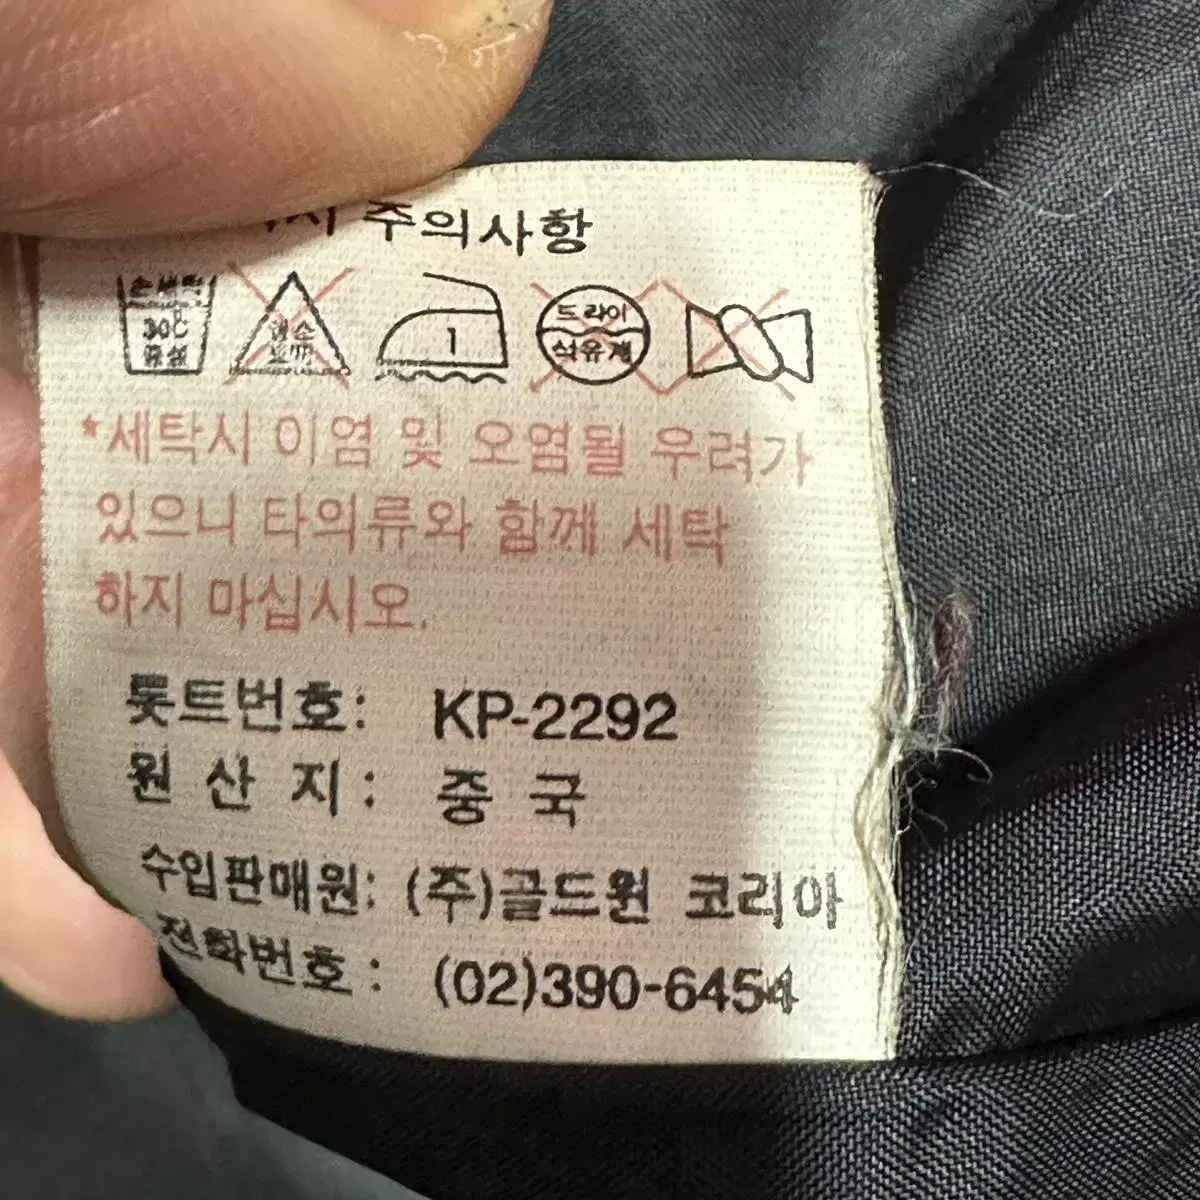 주의사항
손세탁
30℃
중성
염소
표백
1
드라이
석유계
*세탁시 이염 및 오염될 우려가
있으니 타의류와 함께 세탁
하지 마십시오.
롯트번호: KP-2292
원 산 지 : 중 국
수입판매원: (주)골드윈 코리아
전화번호 : (02)390-6454